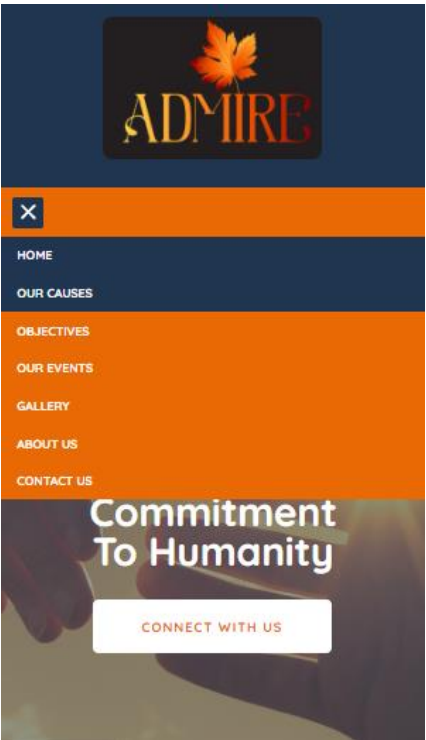 ADMIRE
HOME
OUR CAUSES
OBJECTIVES
OUR EVENTS
GALLERY
ABOUT US
CONTACT US
Commitment
To Humanity
CONNECT WITH US